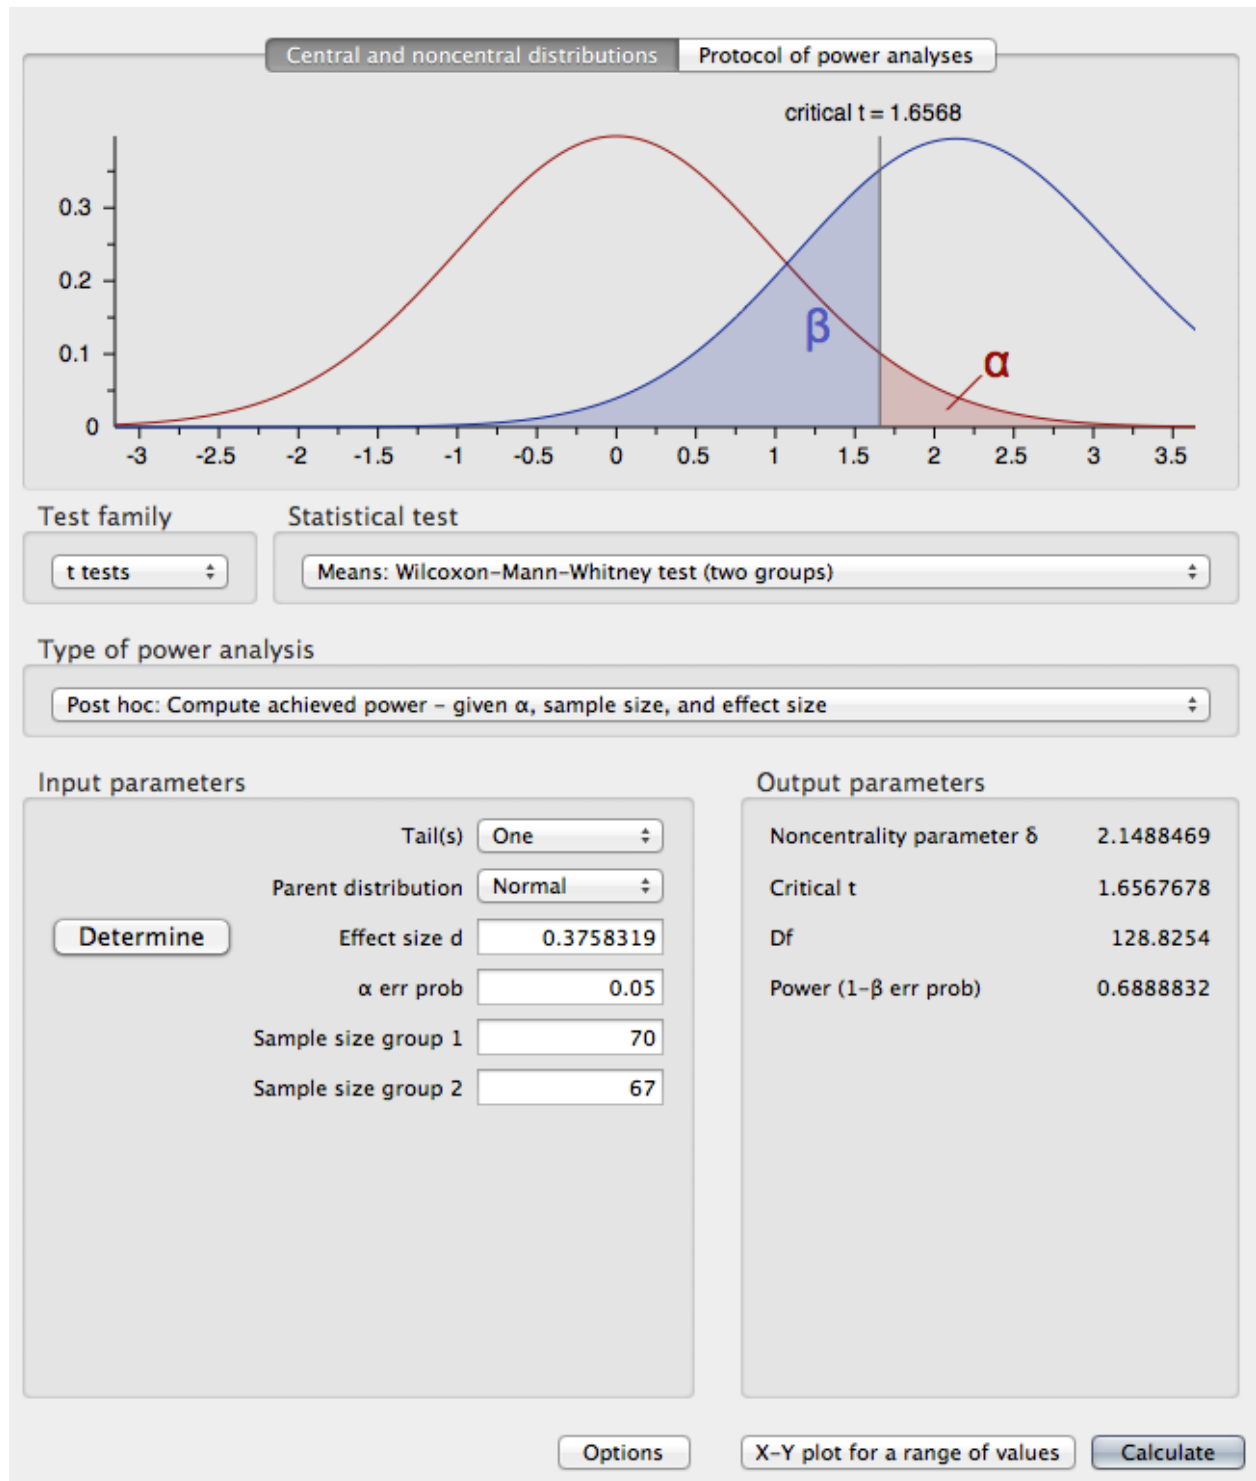 Central and noncentral distributions Protocol of power analyses
critical t = 1.6568
0.3
0.2
β
0.1
α
0
-3 -2.5 -2 -1.5 -1 -0.5 0 0.5 1 1.5 2 2.5 3 3.5
Test family Statistical test
t tests Means: Wilcoxon-Mann-Whitney test (two groups)
Type of power analysis
Post hoc: Compute achieved power – given α, sample size, and effect size
Input parameters Output parameters
Tail(s) One Noncentrality parameter δ 2.1488469
Parent distribution Normal Critical t 1.6567678
Determine Effect size d 0.3758319 Df 128.8254
α err prob 0.05 Power (1-β err prob) 0.6888832
Sample size group 1 70
Sample size group 2 67
Options X-Y plot for a range of values Calculate